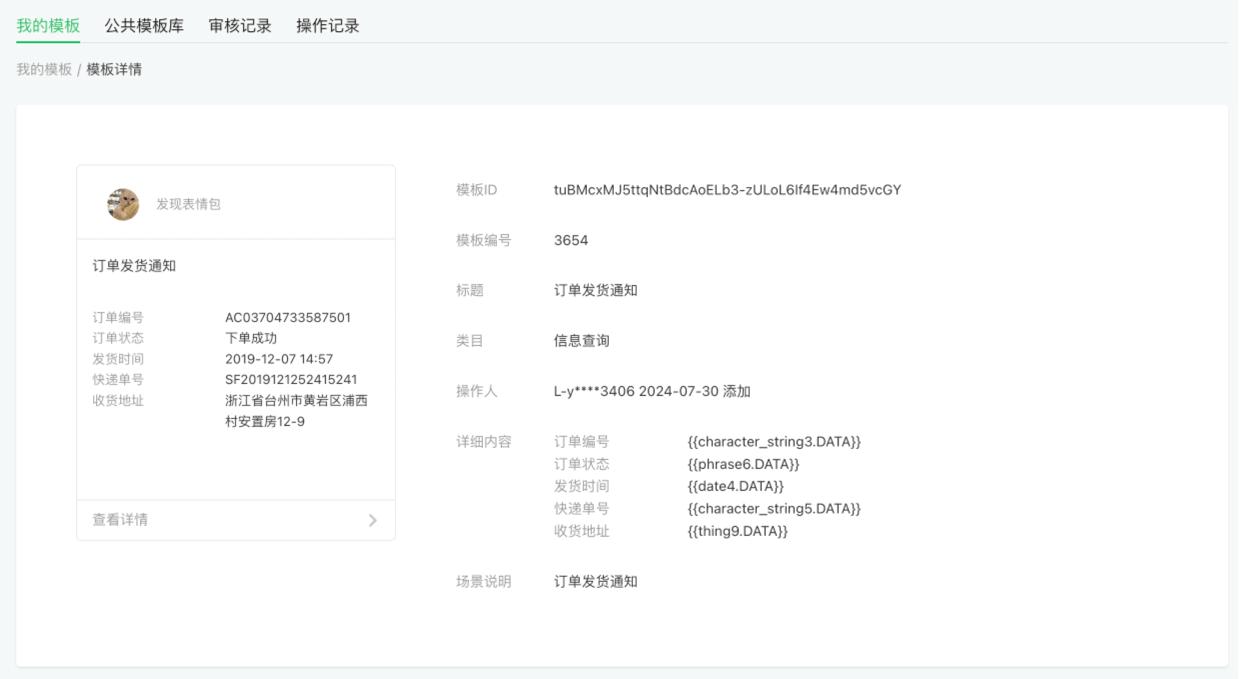 我的模板 公共模板库 审核记录 操作记录
我的模板 / 模板详情
发现表情包
订单发货通知
订单编号 AC03704733587501
订单状态 下单成功
发货时间 2019-12-07 14:57
快递单号 SF2019121252415241
收货地址 浙江省台州市黄岩区浦西
村安置房12-9
查看详情
模板ID tuBMcxMJ5ttqNtBdcAoELb3-zULoL6If4Ew4md5vcGY
模板编号 3654
标题 订单发货通知
类目 信息查询
操作人 L-y****3406 2024-07-30 添加
详细内容 订单编号 {{character_string3.DATA}}
订单状态 {{phrase6.DATA}}
发货时间 {{date4.DATA}}
快递单号 {{character_string5.DATA}}
收货地址 {{thing9.DATA}}
场景说明 订单发货通知